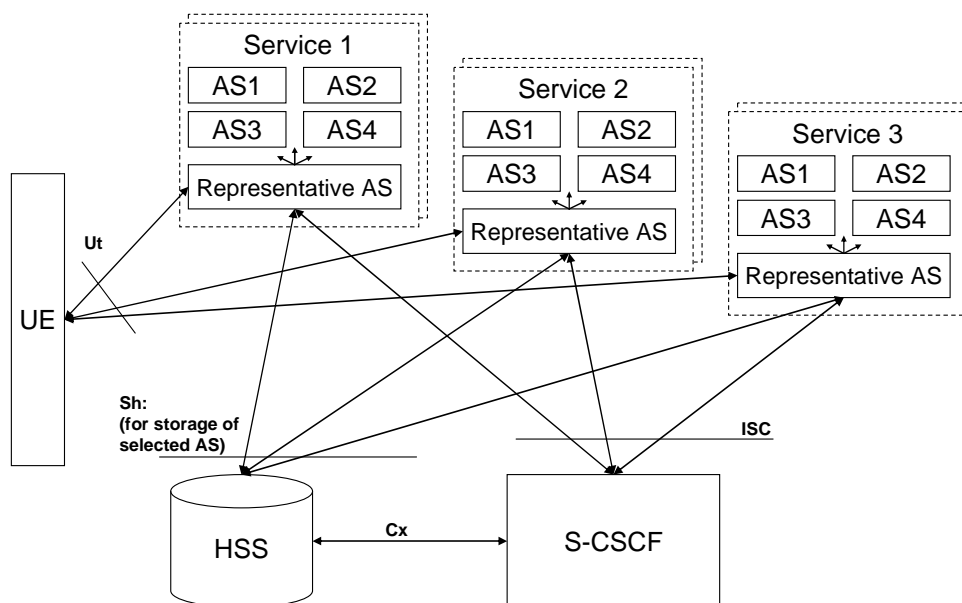 Service 1
AS1 AS2
AS3 AS4
Representative AS
Service 2
AS1 AS2
AS3 AS4
Representative AS
Service 3
AS1 AS2
AS3 AS4
Representative AS
Ut
UE
Sh:
(for storage of
selected AS)
ISC
HSS
Cx
S-CSCF